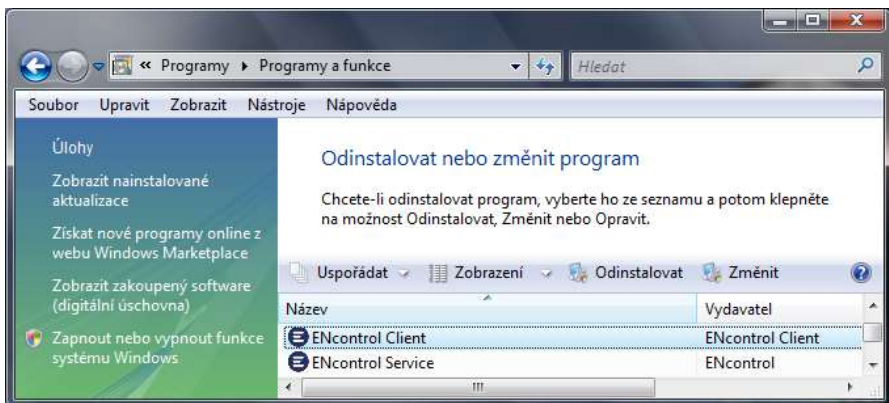 « Programy ▸ Programy a funkce
Hledat
Soubor Upravit Zobrazit Nástroje Nápověda
Úlohy
Zobrazit nainstalované
aktualizace
Získat nové programy online z
webu Windows Marketplace
Zobrazit zakoupený software
(digitální úschovna)
Zapnout nebo vypnout funkce
systému Windows
Odinstalovat nebo změnit program
Chcete-li odinstalovat program, vyberte ho ze seznamu a potom klepněte
na možnost Odinstalovat, Změnit nebo Opravit.
Uspořádat Zobrazení Odinstalovat Změnit
Název Vydavatel
ENcontrol Client ENcontrol Client
ENcontrol Service ENcontrol